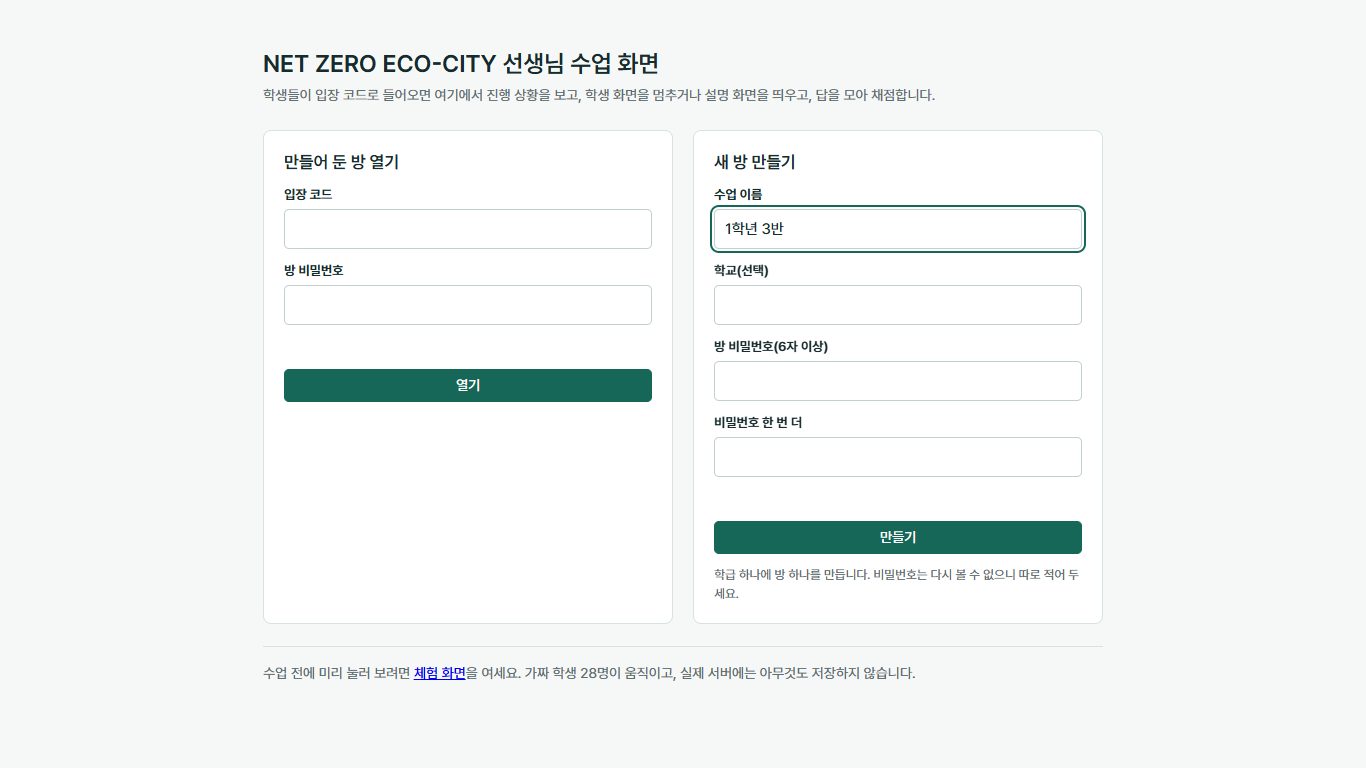 NET ZERO ECO-CITY 선생님 수업 화면
학생들이 입장 코드로 들어오면 여기에서 진행 상황을 보고, 학생 화면을 멈추거나 설명 화면을 띄우고, 답을 모아 채점합니다.
만들어 둔 방 열기
입장 코드
방 비밀번호
열기
새 방 만들기
수업 이름
1학년 3반
학교(선택)
방 비밀번호(6자 이상)
비밀번호 한 번 더
만들기
학급 하나에 방 하나를 만듭니다. 비밀번호는 다시 볼 수 없으니 따로 적어 두
세요.
수업 전에 미리 눌러 보려면 체험 화면을 여세요. 가짜 학생 28명이 움직이고, 실제 서버에는 아무것도 저장하지 않습니다.